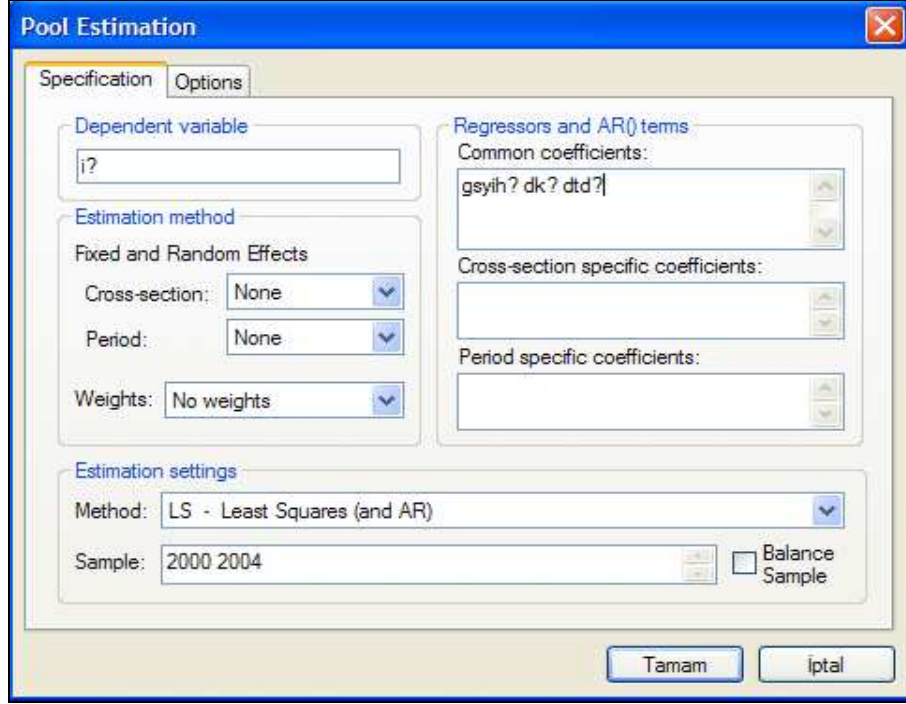 Pool Estimation
Specification
Options
Dependent variable
i?
Estimation method
Fixed and Random Effects
Cross-section: None
Period: None
Weights: No weights
Regressors and AR() terms
Common coefficients:
gsyih? dk? dtd?
Cross-section specific coefficients:
Period specific coefficients:
Estimation settings
Method: LS - Least Squares (and AR)
Sample: 2000 2004
Balance
Sample
Tamam
İptal